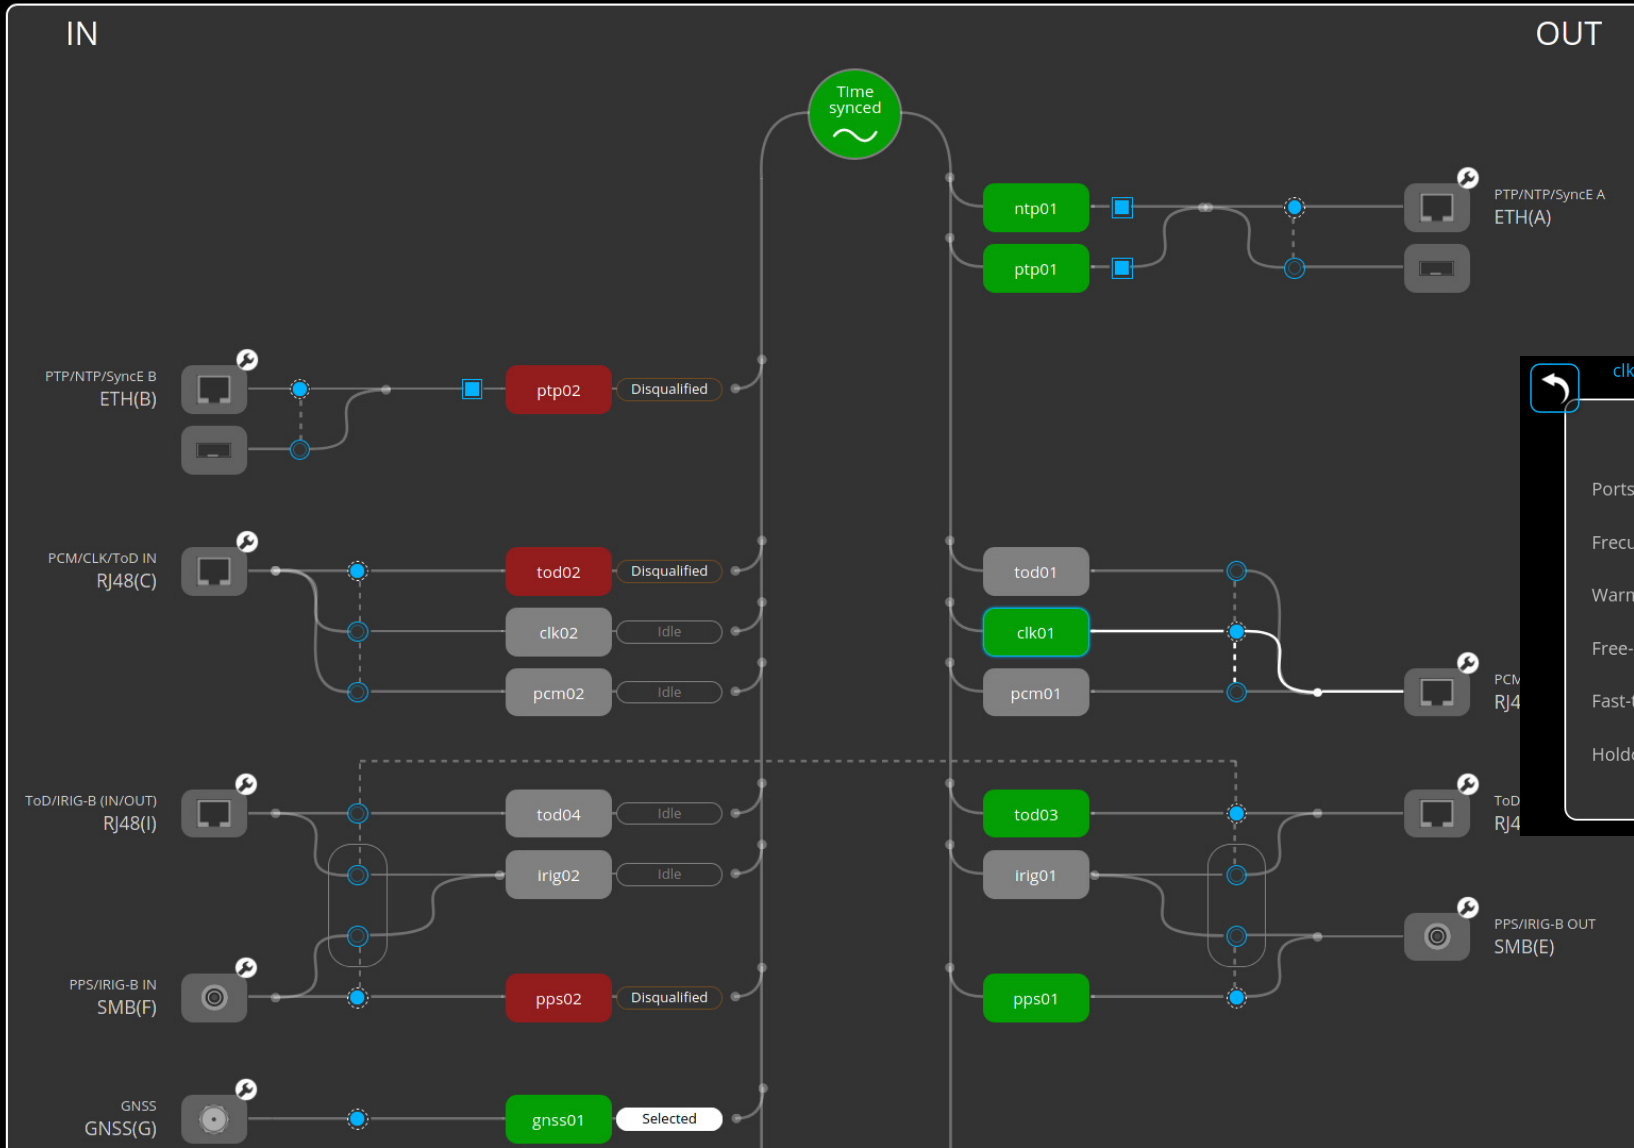 IN
OUT
Time
synced
ntp01
PTP/NTP/SyncE A
ETH(A)
ptp01
PTP/NTP/SyncE B
ETH(B)
ptp02
Disqualified
clk
Ports
Frecu
Warn
Free-
Fast-t
Holdo
PCM/CLK/ToD IN
RJ48(C)
tod02
Disqualified
tod01
clk02
Idle
clk01
pcm02
Idle
pcm01
PCM
RJ4
ToD/IRIG-B (IN/OUT)
RJ48(I)
tod04
Idle
tod03
ToD
RJ4
irig02
Idle
irig01
PPS/IRIG-B OUT
SMB(E)
PPS/IRIG-B IN
SMB(F)
pps02
Disqualified
pps01
GNSS
GNSS(G)
gnss01
Selected